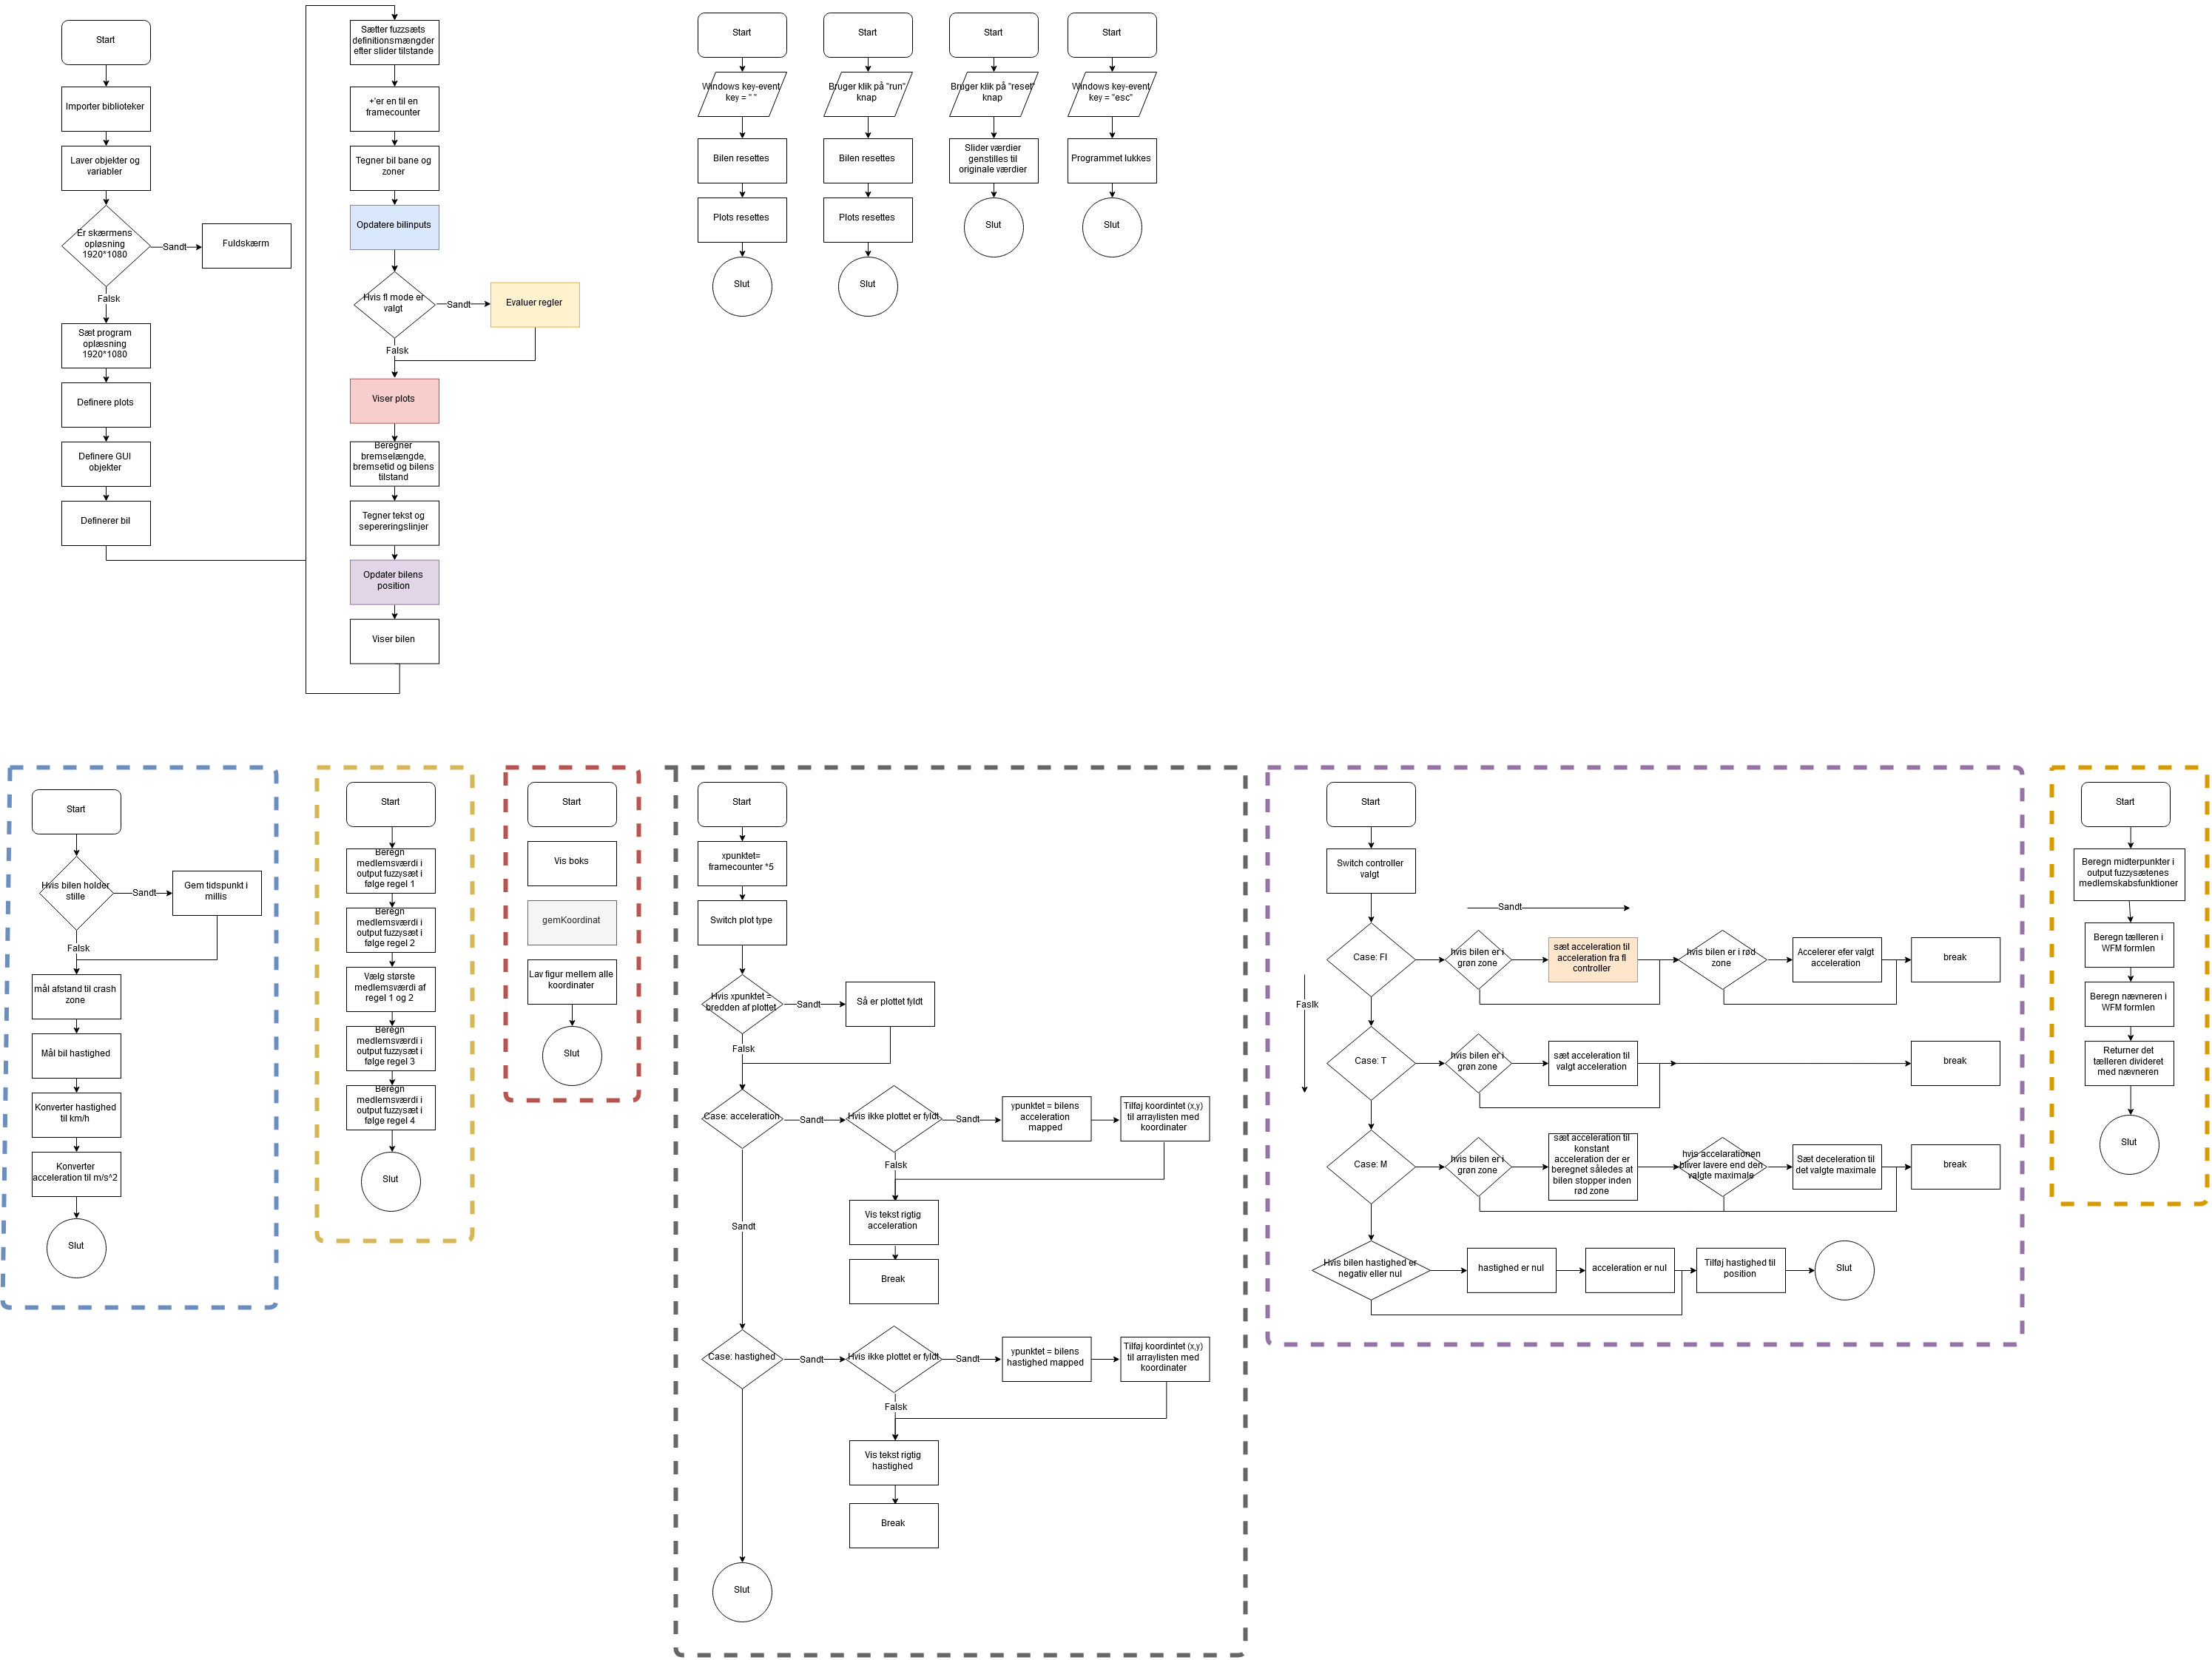 Start
Importer biblioteker
Laver objekter og
variabler
Er skærmens
opløsning
1920*1080
Sandt
Fuldskærm
Falsk
Sæt program
oplæsning
1920*1080
Definere plots
Definere GUI
objekter
Definerer bil
Sætter fuzzsæts
definitionsmængder
efter slider tilstande
+'er en til en
framecounter
Tegner bil bane og
zoner
Opdatere bilinputs
Hvis fl mode er
valgt
Sandt
Evaluer regler
Falsk
Viser plots
Beregner
bremselængde,
bremsetid og bilens
tilstand
Tegner tekst og
sepereringslinjer
Opdater bilens
position
Viser bilen
Start
Windows key-event
key = " "
Bilen resettes
Plots resettes
Slut
Start
Bruger klik på "run"
knap
Bilen resettes
Plots resettes
Slut
Start
Bruger klik på "reset"
knap
Slider værdier
genstilles til
originale værdier
Slut
Start
Windows key-event
key = "esc"
Programmet lukkes
Slut
Start
Hvis bilen holder
stille
Sandt
Gem tidspunkt i
millis
Falsk
mål afstand til crash
zone
Mål bil hastighed
Konverter hastighed
til km/h
Konverter
acceleration til m/s^2
Slut
Start
Beregn
medlemsværdi i
output fuzzysæt i
følge regel 1
Beregn
medlemsværdi i
output fuzzysæt i
følge regel 2
Vælg største
medlemsværdi af
regel 1 og 2
Beregn
medlemsværdi i
output fuzzysæt i
følge regel 3
Beregn
medlemsværdi i
output fuzzysæt i
følge regel 4
Slut
Start
Vis boks
gemKoordinat
Lav figur mellem alle
koordinater
Slut
Start
xpunktet=
framecounter *5
Switch plot type
Hvis xpunktet =
bredden af plottet
Sandt
Så er plottet fyldt
Falsk
Case: acceleration
Sandt
Hvis ikke plottet er fyldt
Sandt
ypunktet = bilens
acceleration
mapped
Tilføj koordintet (x,y)
til arraylisten med
koordinater
Falsk
Vis tekst rigtig
acceleration
Break
Sandt
Case: hastighed
Sandt
Hvis ikke plottet er fyldt
Sandt
ypunktet = bilens
hastighed mapped
Tilføj koordintet (x,y)
til arraylisten med
koordinater
Falsk
Vis tekst rigtig
hastighed
Break
Slut
Start
Switch controller
valgt
Sandt
Faslk
Case: Fl
hvis bilen er i
grøn zone
sæt acceleration til
acceleration fra fl
controller
hvis bilen er i rød
zone
Accelerer efer valgt
acceleration
break
Case: T
hvis bilen er i
grøn zone
sæt acceleration til
valgt acceleration
break
Case: M
hvis bilen er i
grøn zone
sæt acceleration til
konstant
acceleration der er
beregnet således at
bilen stopper inden
rød zone
hvis accelarationen
bliver lavere end den
valgte maximale
Sæt deceleration til
det valgte maximale
break
Hvis bilen hastighed er
negativ eller nul
hastighed er nul
acceleration er nul
Tilføj hastighed til
position
Slut
Start
Beregn midterpunkter i
output fuzzysætenes
medlemskabsfunktioner
Beregn tælleren i
WFM formlen
Beregn nævneren i
WFM formlen
Returner det
tælleren divideret
med nævneren
Slut